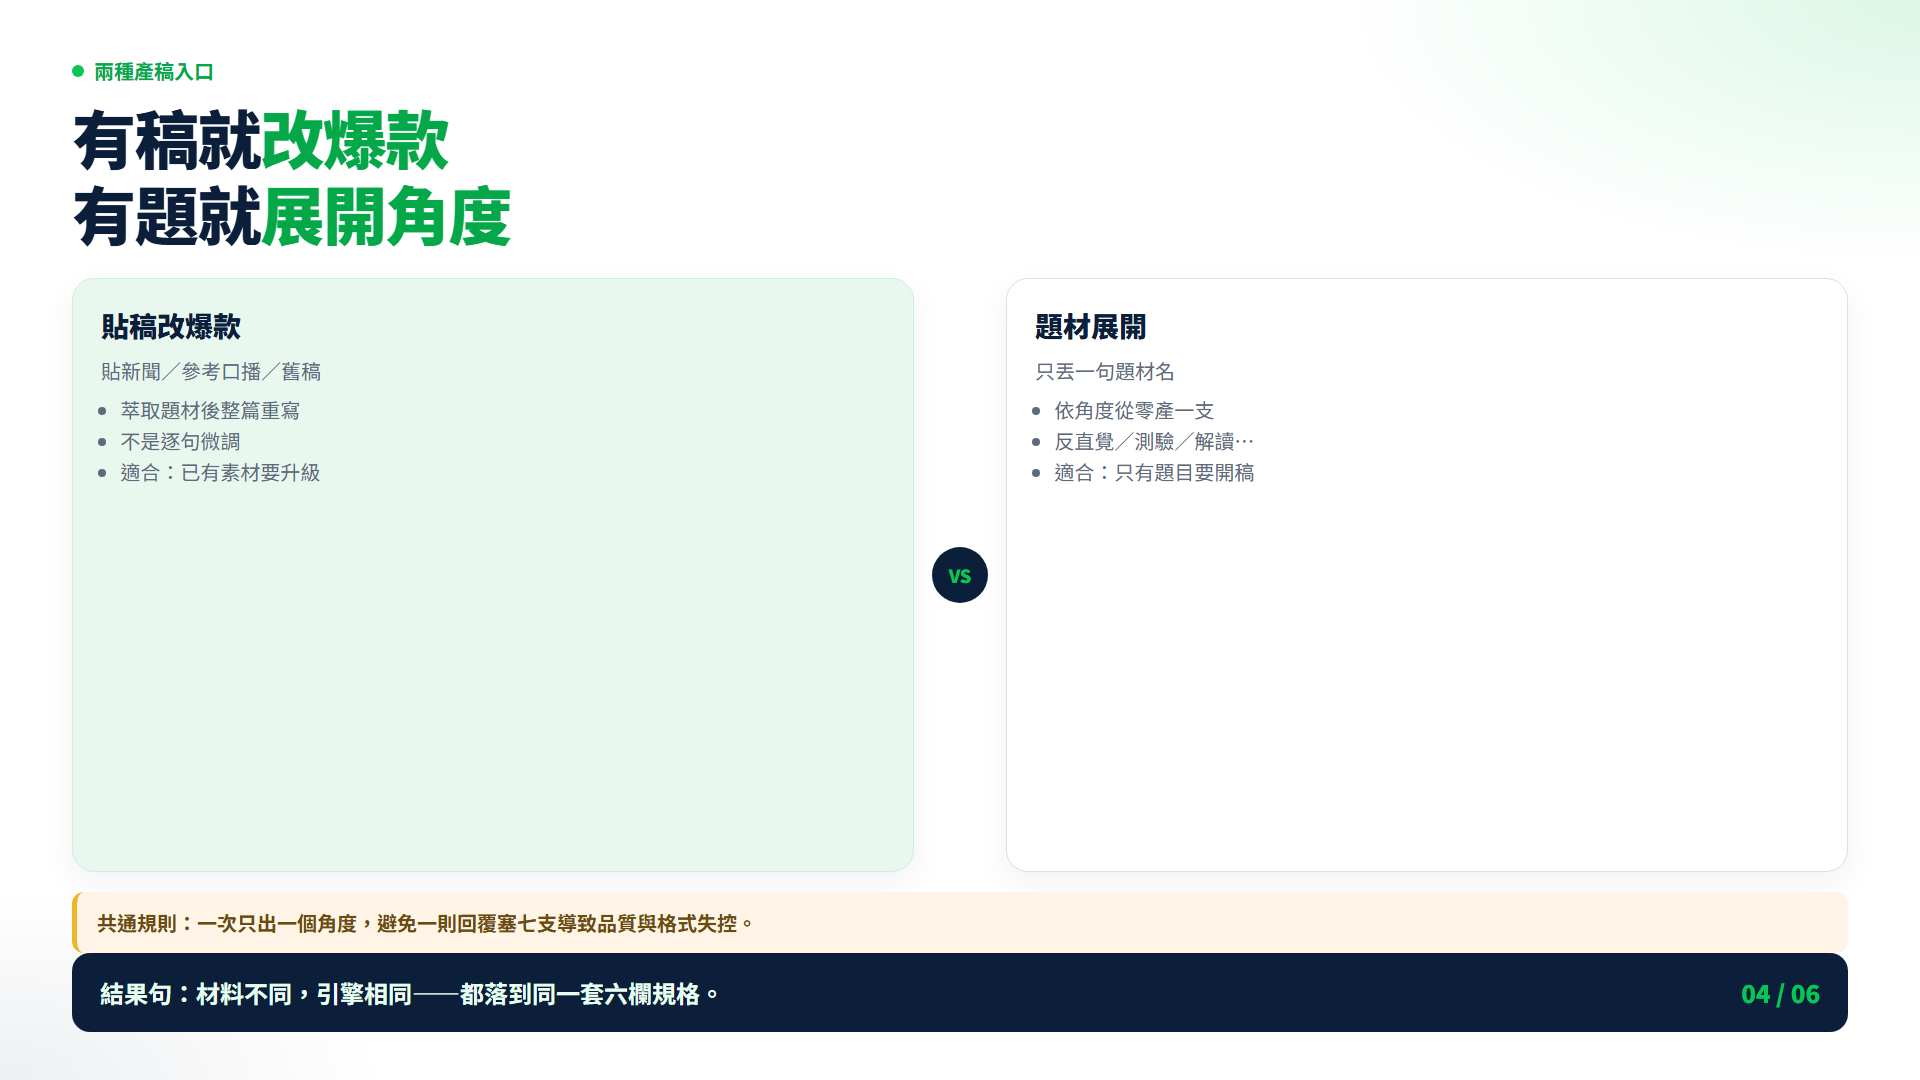 兩種產稿入口
有稿就改爆款
有題就展開角度
貼稿改爆款
貼新聞／參考口播／舊稿
萃取題材後整篇重寫
不是逐句微調
適合：已有素材要升級
VS
題材展開
只丟一句題材名
依角度從零產一支
反直覺／測驗／解讀…
適合：只有題目要開稿
共通規則：一次只出一個角度，避免一則回覆塞七支導致品質與格式失控。
結果句：材料不同，引擎相同——都落到同一套六欄規格。
04 / 06